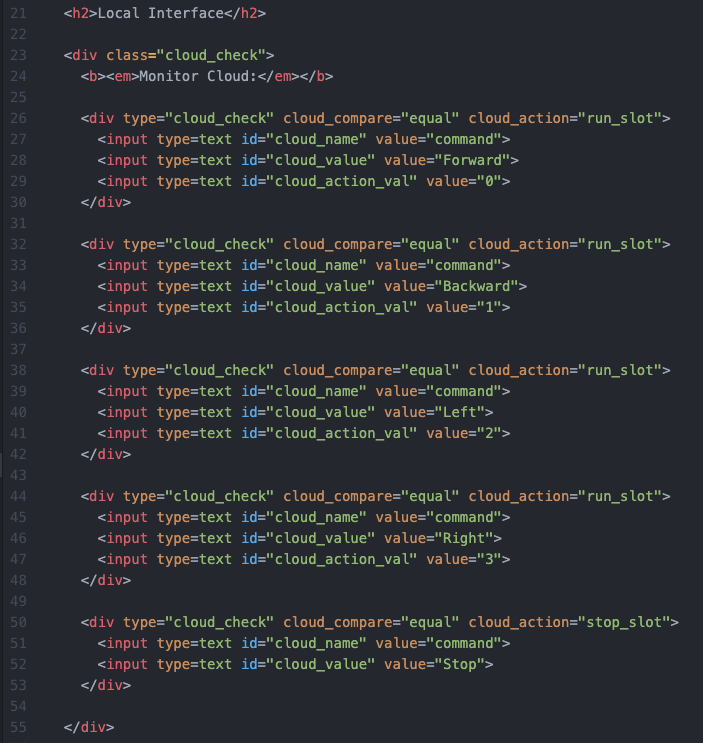 21 <h2>Local Interface</h2>
22
23 <div class="cloud_check">
24 <b><em>Monitor Cloud:</em></b>
25
26 <div type="cloud_check" cloud_compare="equal" cloud_action="run_slot">
27 <input type=text id="cloud_name" value="command">
28 <input type=text id="cloud_value" value="Forward">
29 <input type=text id="cloud_action_val" value="0">
30 </div>
31
32 <div type="cloud_check" cloud_compare="equal" cloud_action="run_slot">
33 <input type=text id="cloud_name" value="command">
34 <input type=text id="cloud_value" value="Backward">
35 <input type=text id="cloud_action_val" value="1">
36 </div>
37
38 <div type="cloud_check" cloud_compare="equal" cloud_action="run_slot">
39 <input type=text id="cloud_name" value="command">
40 <input type=text id="cloud_value" value="Left">
41 <input type=text id="cloud_action_val" value="2">
42 </div>
43
44 <div type="cloud_check" cloud_compare="equal" cloud_action="run_slot">
45 <input type=text id="cloud_name" value="command">
46 <input type=text id="cloud_value" value="Right">
47 <input type=text id="cloud_action_val" value="3">
48 </div>
49
50 <div type="cloud_check" cloud_compare="equal" cloud_action="stop_slot">
51 <input type=text id="cloud_name" value="command">
52 <input type=text id="cloud_value" value="Stop">
53 </div>
54
55 </div>